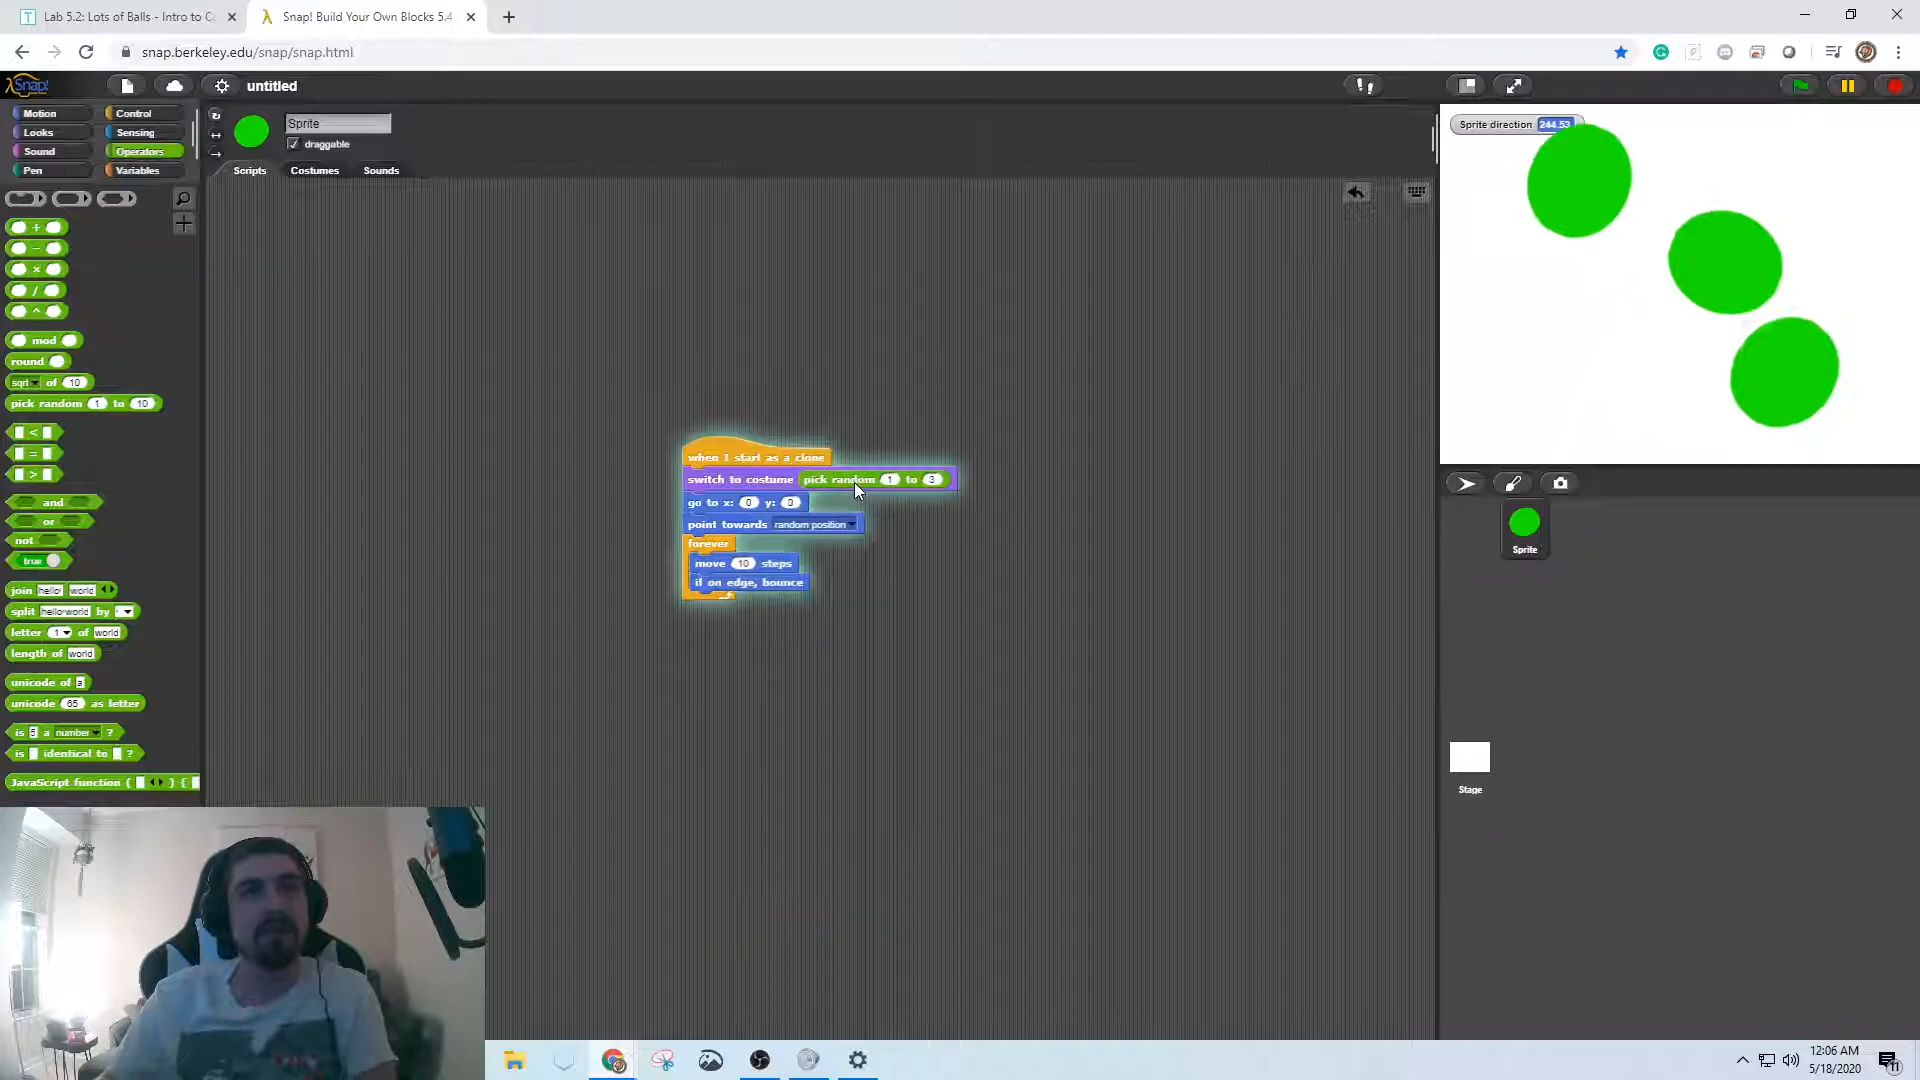 Lab 5.2: Lots of Balls - Intro to C
Snap! Build Your Own Blocks 5.4
snap.berkeley.edu/snap/snap.html
Snap!
untitled
Motion
Control
Looks
Sensing
Sound
Operators
Pen
Variables
Sprite
draggable
Scripts
Costumes
Sounds
+
−
×
/
^
mod
round
sqrt of 10
pick random 1 to 10
<
=
>
and
or
not
true
join hello world
split hello world by
letter 1 of world
length of world
unicode of a
unicode 65 as letter
is 5 a number ?
is identical to ?
JavaScript function ( ) {
when I start as a clone
switch to costume pick random 1 to 3
go to x: 0 y: 0
point towards random position
forever
move 10 steps
if on edge, bounce
Sprite direction 244.53
Sprite
Stage
12:06 AM
5/18/2020